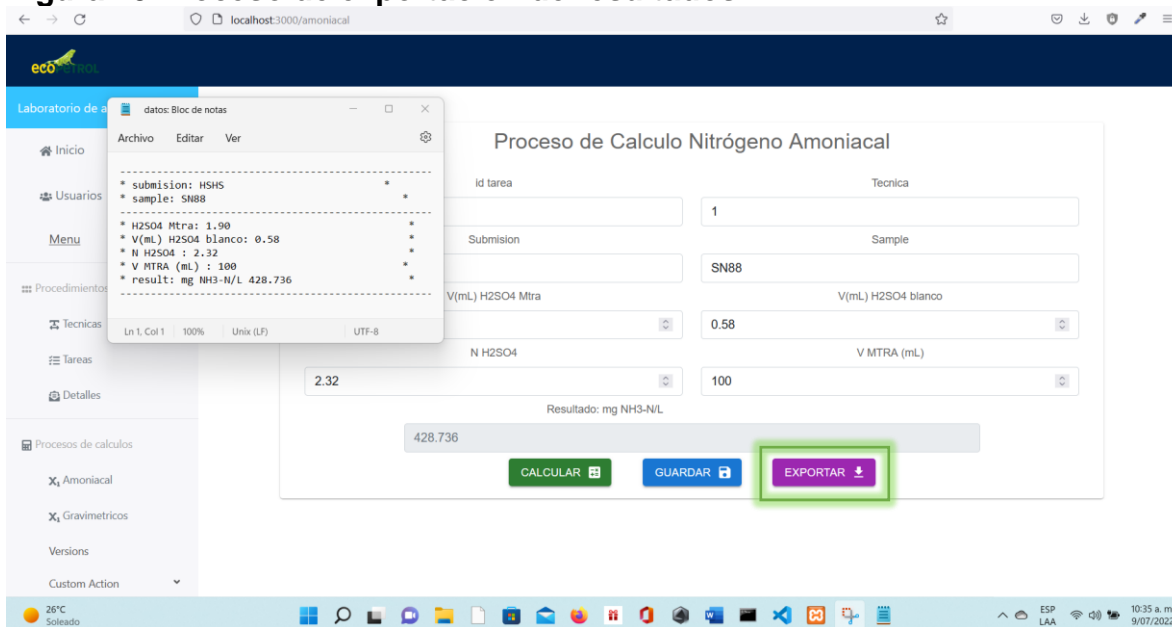 localhost:3000/amoniacal
ecoPETROL
Laboratorio de a
Inicio
Usuarios
Menu
Procedimientos
Tecnicas
Tareas
Detalles
Procesos de calculos
X₁ Amoniacal
X₁ Gravimetricos
Versions
Custom Action
datos: Bloc de notas
Archivo Editar Ver
------------------------------------------------
* submision: HSHS *
* sample: SN88 *
------------------------------------------------
* H2SO4 Mtra: 1.90 *
* V(mL) H2SO4 blanco: 0.58 *
* N H2SO4 : 2.32 *
* V MTRA (mL) : 100 *
* result: mg NH3-N/L 428.736 *
------------------------------------------------
Ln 1, Col 1 100% Unix (LF) UTF-8
Proceso de Calculo Nitrógeno Amoniacal
id tarea Tecnica
1
Submision Sample
SN88
V(mL) H2SO4 Mtra V(mL) H2SO4 blanco
0.58
N H2SO4 V MTRA (mL)
2.32 100
Resultado: mg NH3-N/L
428.736
CALCULAR GUARDAR EXPORTAR
26°C
Soleado
ESP
LAA
10:35 a. m
9/07/2022